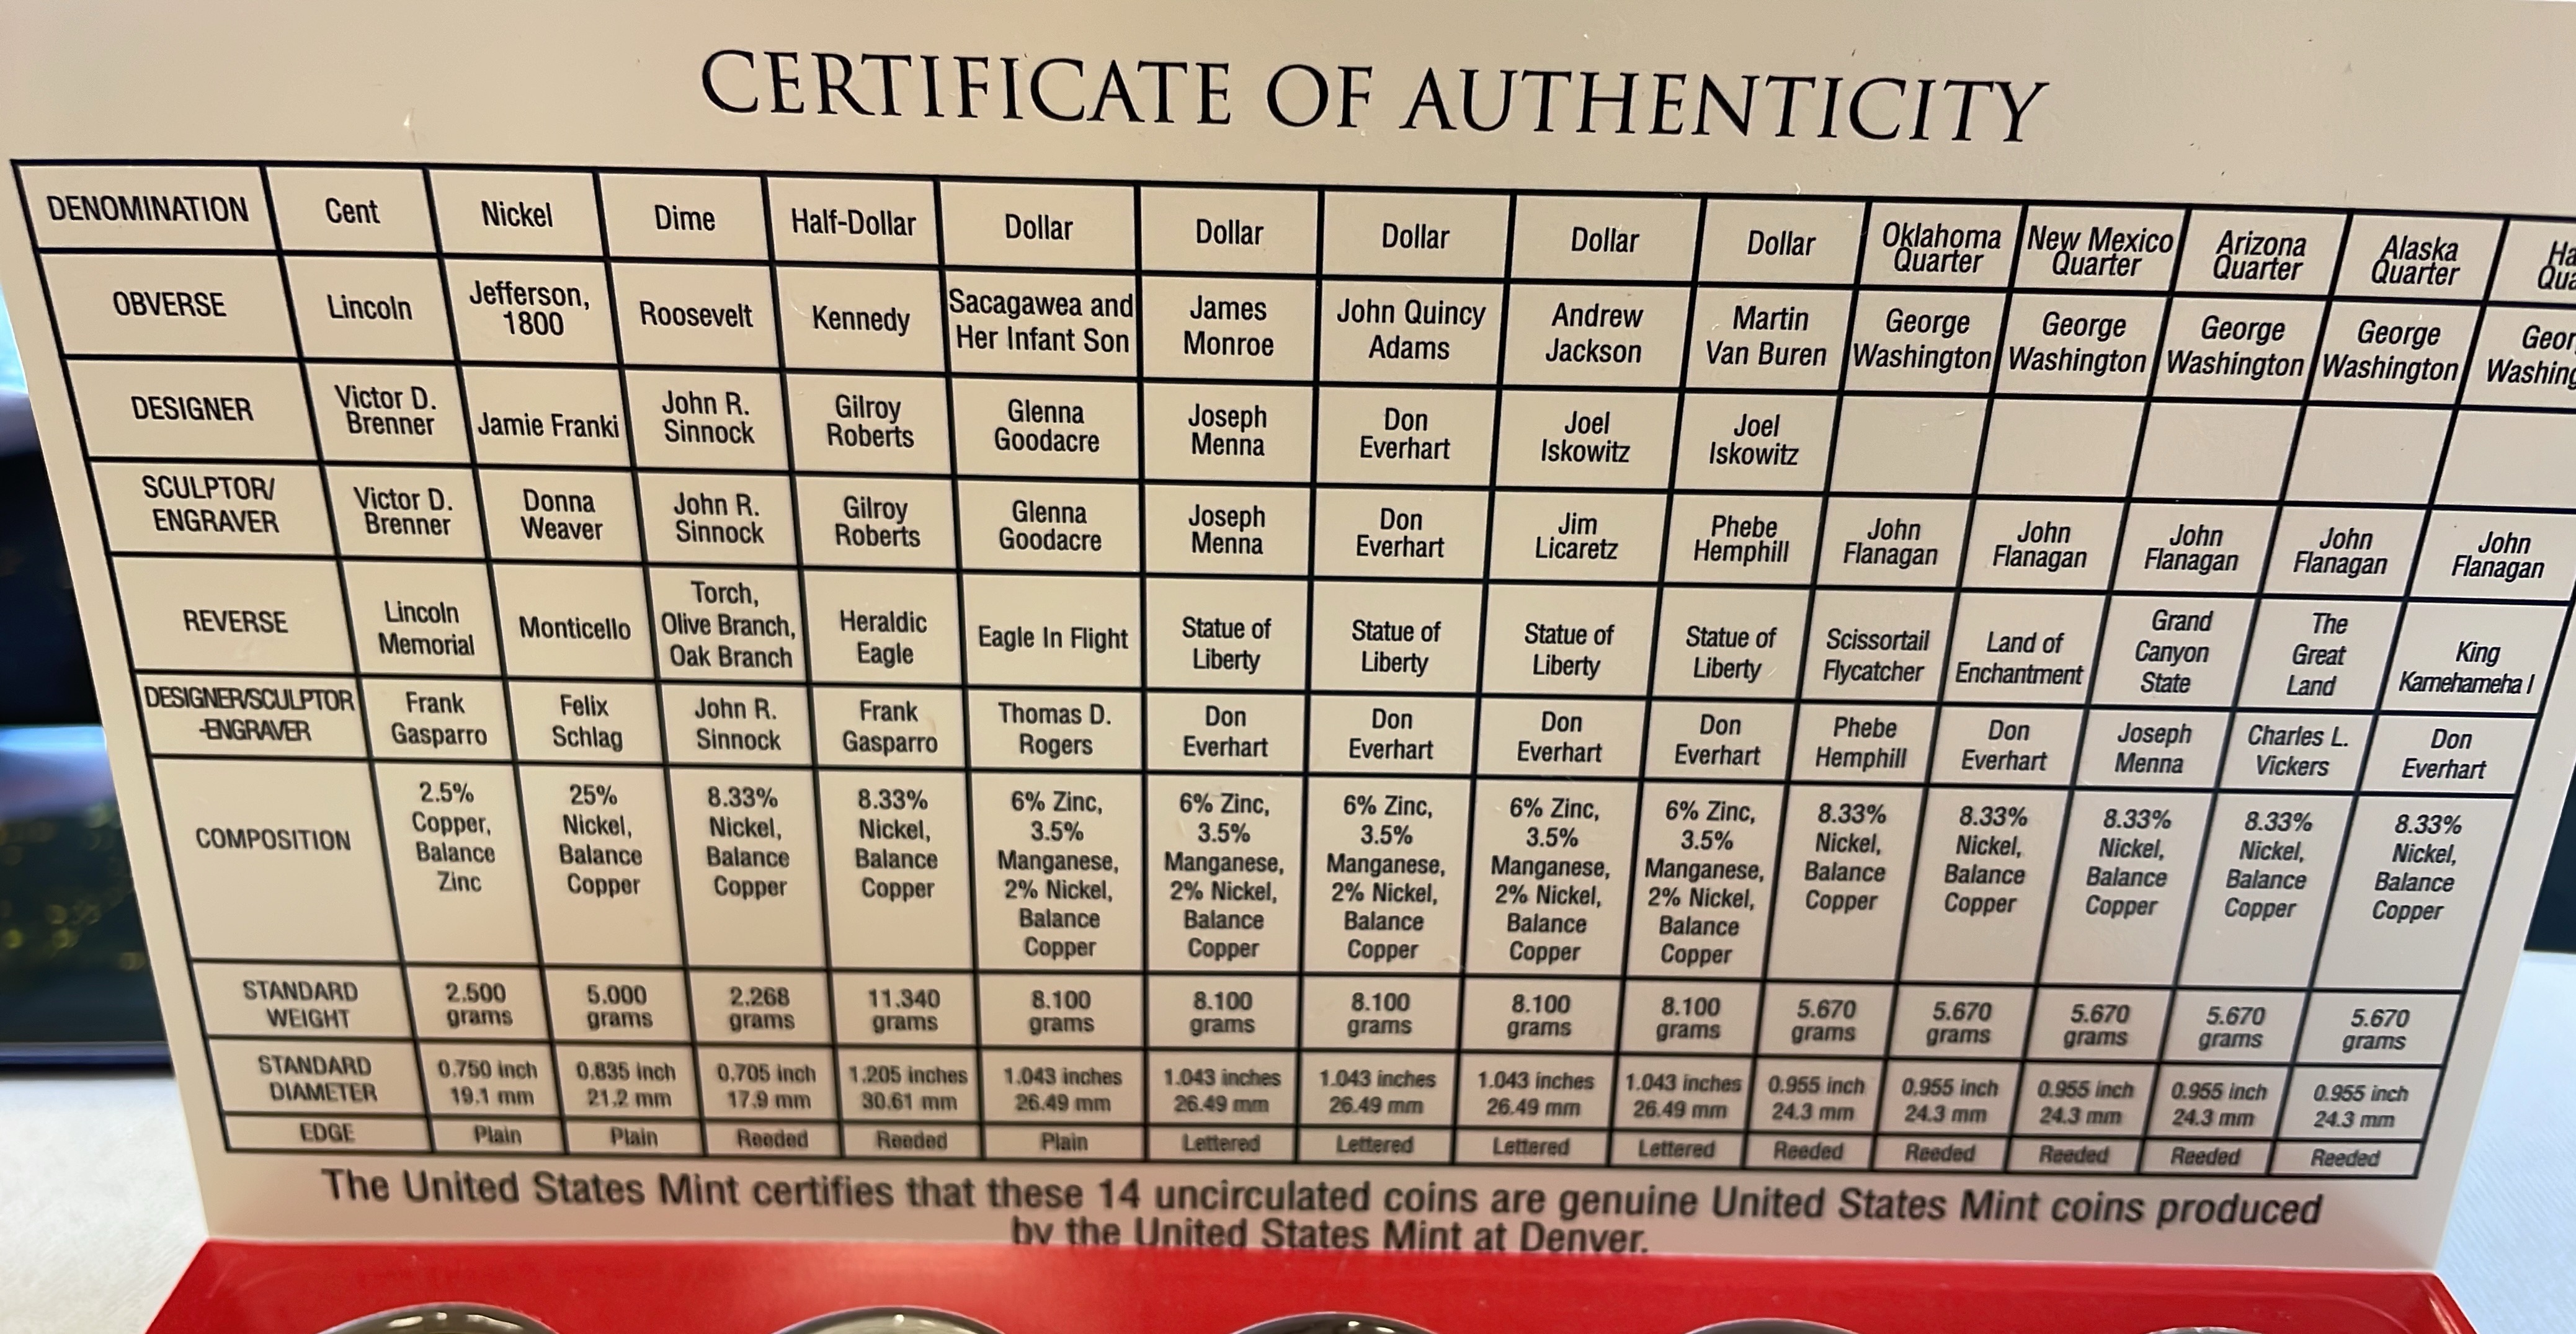 CERTIFICATE OF AUTHENTICITY
DENOMINATION Cent Nickel Dime Half-Dollar Dollar Dollar Dollar Dollar Dollar Oklahoma Quarter New Mexico Quarter Arizona Quarter Alaska Quarter
OBVERSE Lincoln Jefferson, 1800 Roosevelt Kennedy Sacagawea and Her Infant Son James Monroe John Quincy Adams Andrew Jackson Martin Van Buren George Washington George Washington George Washington George Washington
DESIGNER Victor D. Brenner Jamie Franki John R. Sinnock Gilroy Roberts Glenna Goodacre Joseph Menna Don Everhart Joel Iskowitz Joel Iskowitz
SCULPTOR/ ENGRAVER Victor D. Brenner Donna Weaver John R. Sinnock Gilroy Roberts Glenna Goodacre Joseph Menna Don Everhart Jim Licaretz Phebe Hemphill John Flanagan John Flanagan John Flanagan John Flanagan John Flanagan
REVERSE Lincoln Memorial Monticello Torch, Olive Branch, Oak Branch Heraldic Eagle Eagle In Flight Statue of Liberty Statue of Liberty Statue of Liberty Statue of Liberty Scissortail Flycatcher Land of Enchantment Grand Canyon State The Great Land King Kamehameha I
DESIGNER/SCULPTOR -ENGRAVER Frank Gasparro Felix Schlag John R. Sinnock Frank Gasparro Thomas D. Rogers Don Everhart Don Everhart Don Everhart Don Everhart Phebe Hemphill Don Everhart Joseph Menna Charles L. Vickers Don Everhart
COMPOSITION 2.5% Copper, Balance Zinc 25% Nickel, Balance Copper 8.33% Nickel, Balance Copper 8.33% Nickel, Balance Copper 6% Zinc, 3.5% Manganese, 2% Nickel, Balance Copper 6% Zinc, 3.5% Manganese, 2% Nickel, Balance Copper 6% Zinc, 3.5% Manganese, 2% Nickel, Balance Copper 6% Zinc, 3.5% Manganese, 2% Nickel, Balance Copper 6% Zinc, 3.5% Manganese, 2% Nickel, Balance Copper 8.33% Nickel, Balance Copper 8.33% Nickel, Balance Copper 8.33% Nickel, Balance Copper 8.33% Nickel, Balance Copper 8.33% Nickel, Balance Copper
STANDARD WEIGHT 2.500 grams 5.000 grams 2.268 grams 11.340 grams 8.100 grams 8.100 grams 8.100 grams 8.100 grams 8.100 grams 5.670 grams 5.670 grams 5.670 grams 5.670 grams 5.670 grams
STANDARD DIAMETER 0.750 inch 19.1 mm 0.835 inch 21.2 mm 0.705 inch 17.9 mm 1.205 inches 30.61 mm 1.043 inches 26.49 mm 1.043 inches 26.49 mm 1.043 inches 26.49 mm 1.043 inches 26.49 mm 1.043 inches 26.49 mm 0.955 inch 24.3 mm 0.955 inch 24.3 mm 0.955 inch 24.3 mm 0.955 inch 24.3 mm 0.955 inch 24.3 mm
EDGE Plain Plain Reeded Reeded Plain Lettered Lettered Lettered Lettered Reeded Reeded Reeded Reeded Reeded
The United States Mint certifies that these 14 uncirculated coins are genuine United States Mint coins produced
by the United States Mint at Denver.